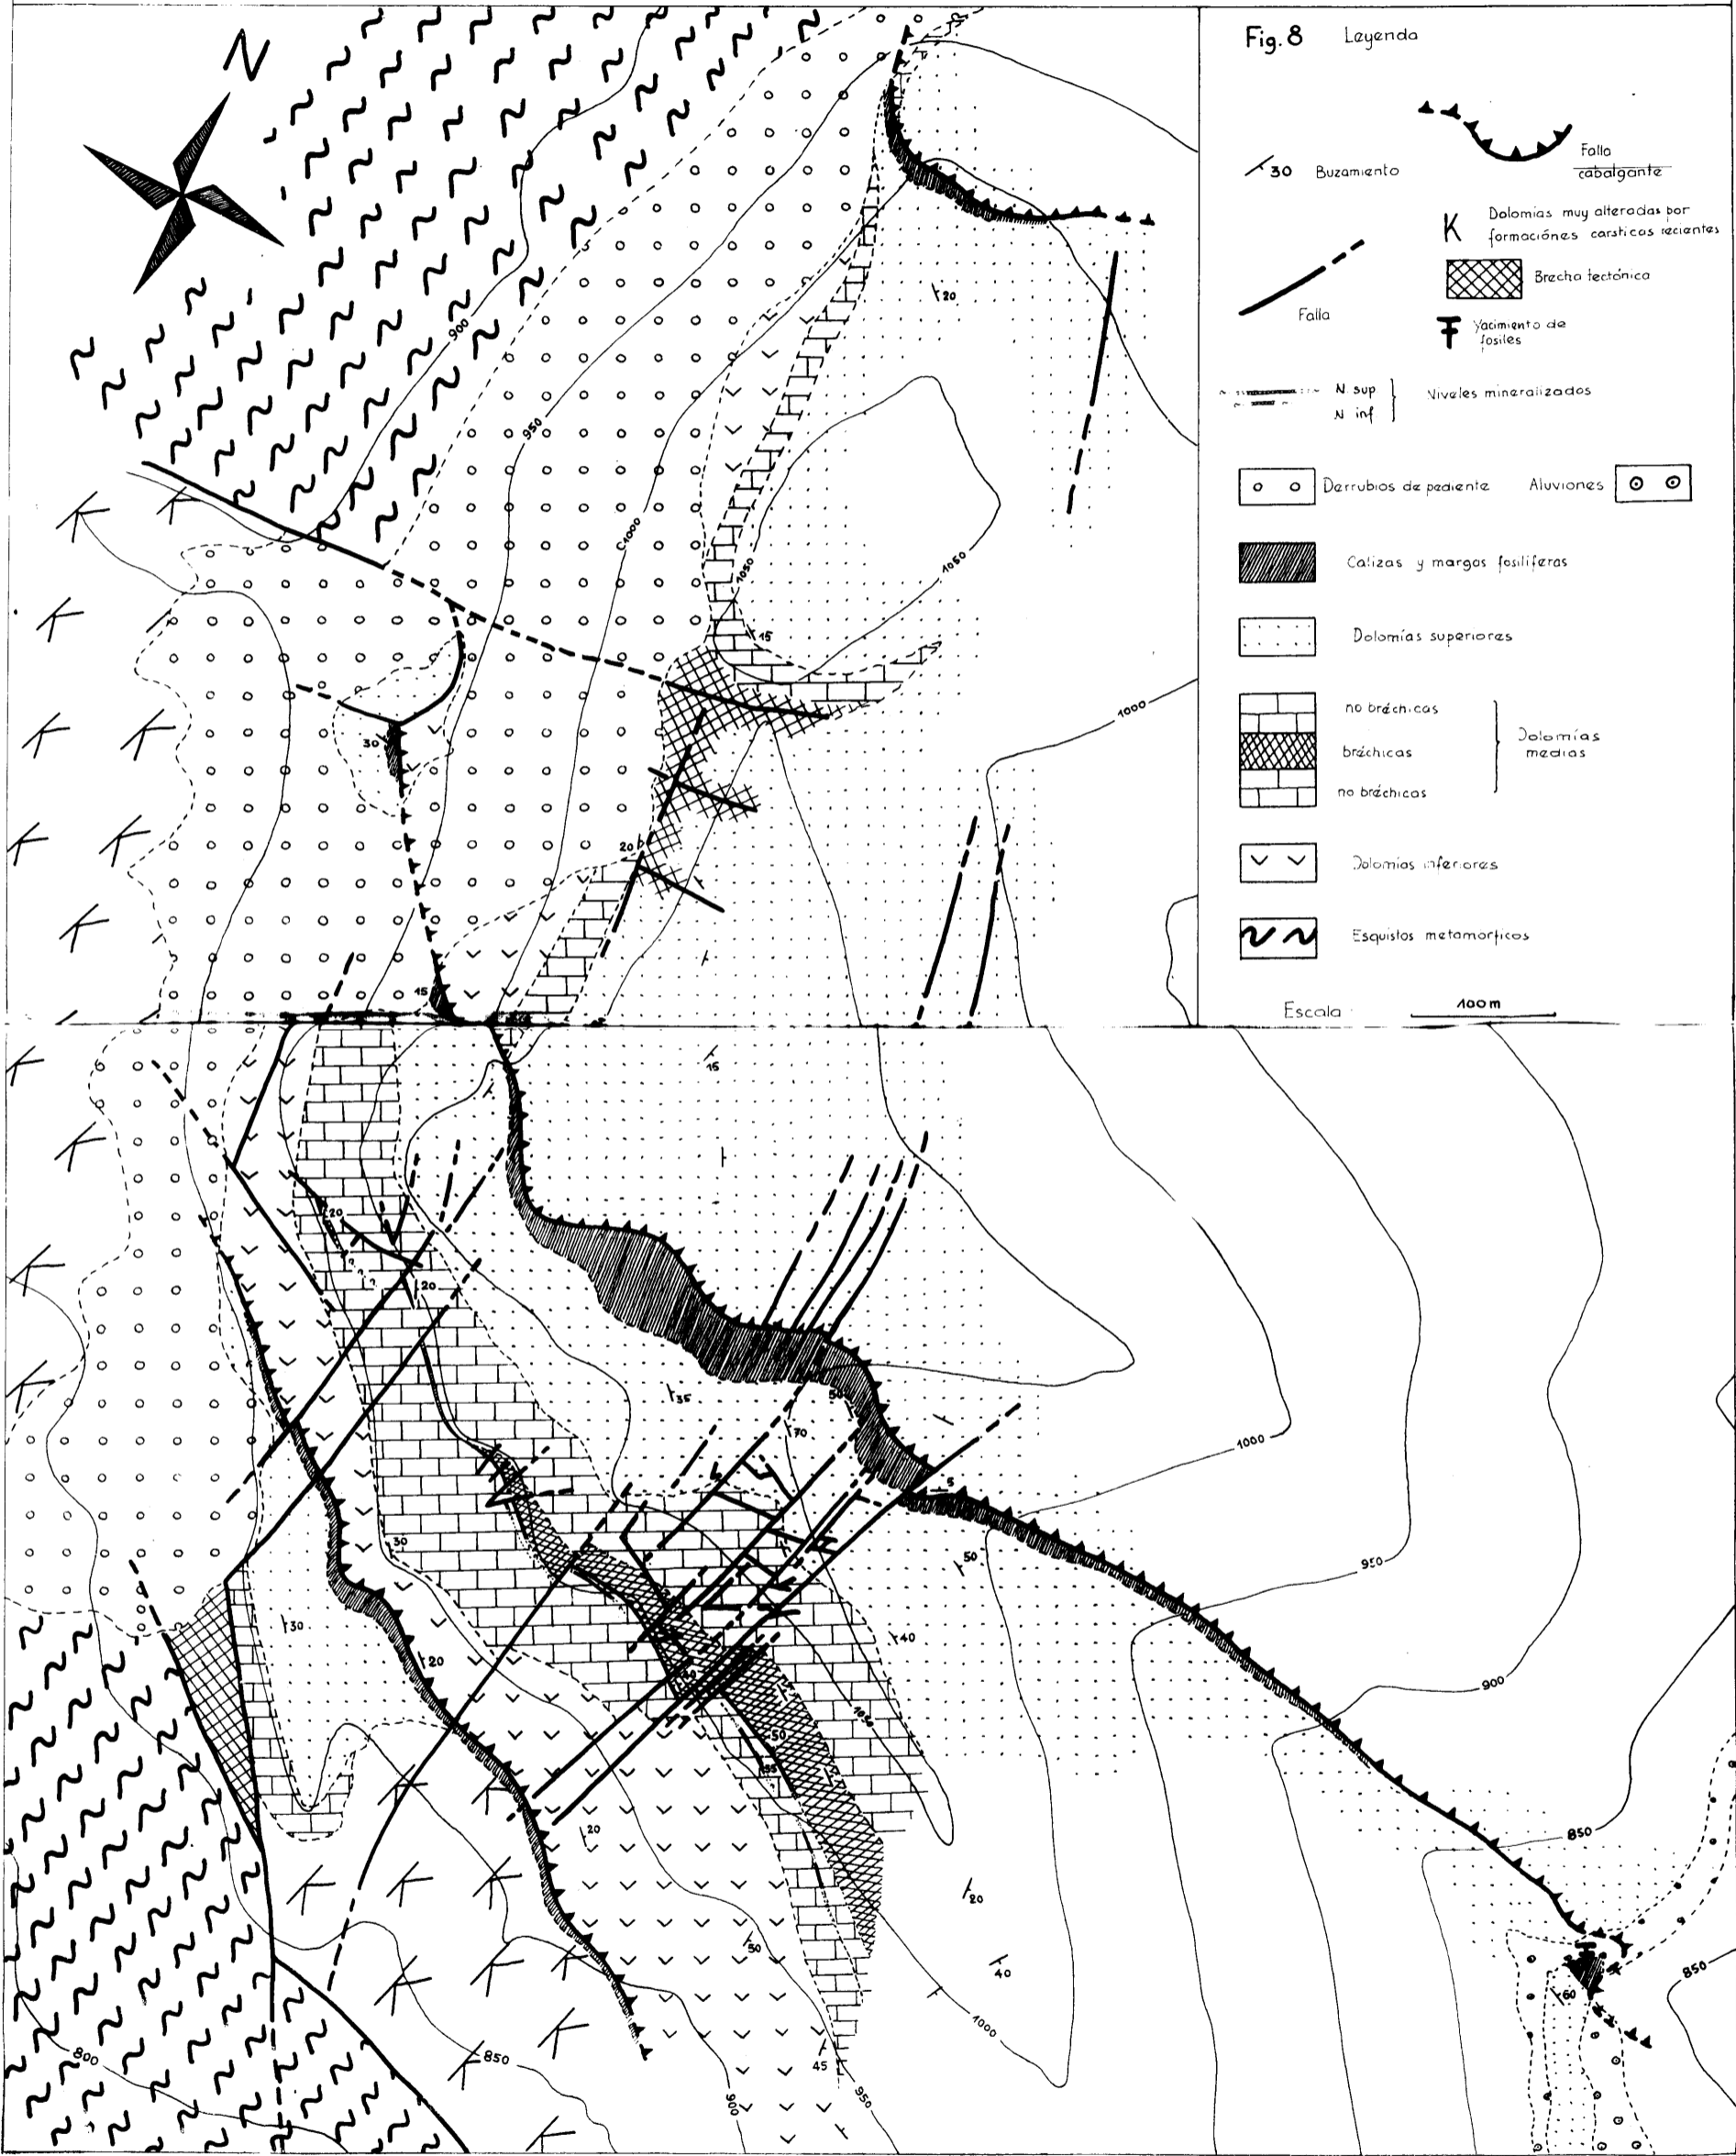 Fig. 8 Leyenda
Falla
cabalgante
30 Buzamiento
K Dolomias muy alteradas por
formaciónes carsticas recientes
Brecha tectónica
Falla
Yacimiento de
fosiles
N. sup
N inf
Niveles mineralizados
Derrubios de pediente Aluviones
Calizas y margas fosiliferas
Dolomías superiores
no bréchicas
bréchicas
no bréchicas
Dolomías
medias
Dolomías inferiores
Esquistos metamorficos
Escala 100 m
N
20
900
950
1000
1050
1050
15
1000
30
20
15
15
20
20
35
50
70
5
1000
30
50
950
30
40
20
900
1050
50
55
20
850
20
50
40
850
60
1000
800
850
45
900
950